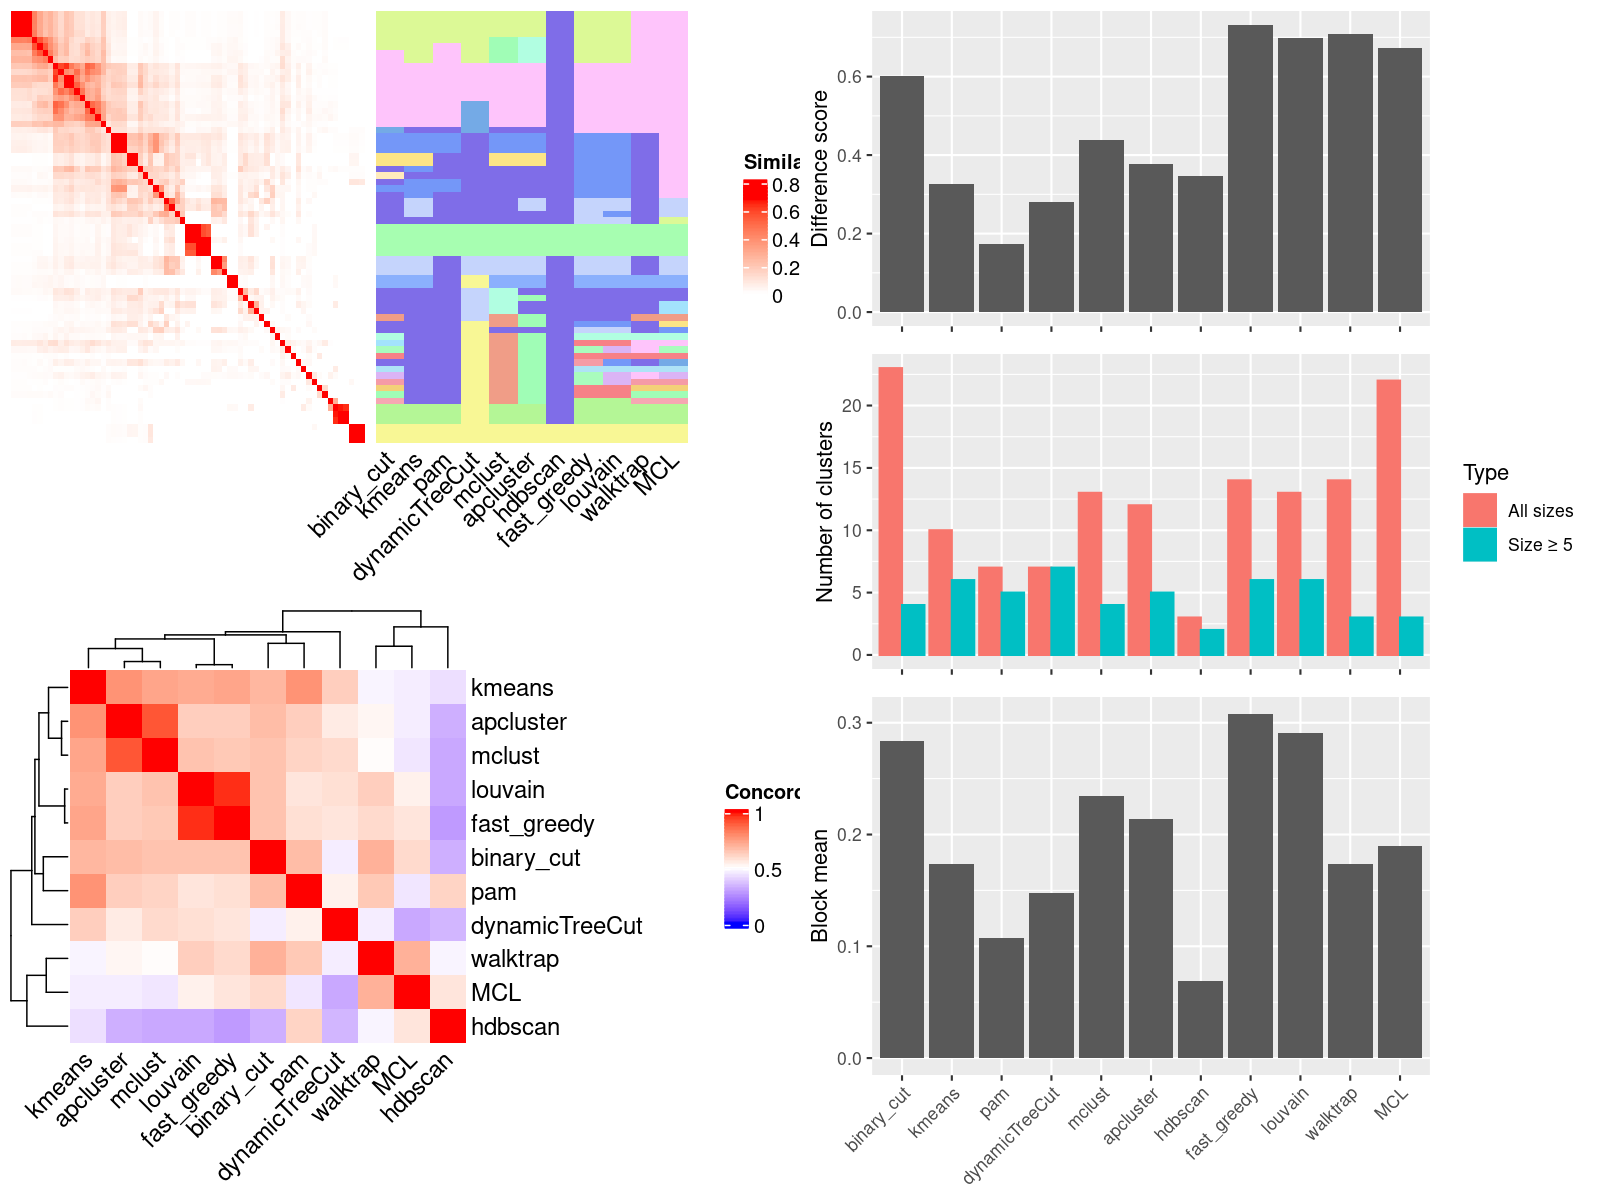 Simila
0.8
0.6
0.4
0.2
0
binary_cut
kmeans
pam
dynamicTreeCut
mclust
apcluster
hdbscan
fast_greedy
louvain
walktrap
MCL
kmeans
apcluster
mclust
louvain
fast_greedy
binary_cut
pam
dynamicTreeCut
walktrap
MCL
hdbscan
kmeans
apcluster
mclust
louvain
fast_greedy
binary_cut
pam
dynamicTreeCut
walktrap
MCL
hdbscan
Concord
1
0.5
0
Difference score
0.6
0.4
0.2
0.0
Number of clusters
20
15
10
5
0
Type
All sizes
Size ≥ 5
Block mean
0.3
0.2
0.1
0.0
binary_cut
kmeans
pam
dynamicTreeCut
mclust
apcluster
hdbscan
fast_greedy
louvain
walktrap
MCL